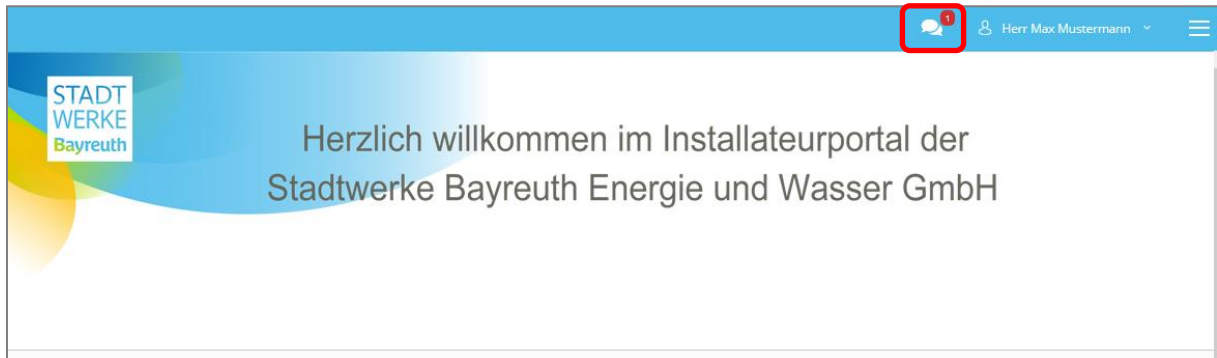 1
Herr Max Mustermann
STADT
WERKE
Bayreuth
Herzlich willkommen im Installateurportal der
Stadtwerke Bayreuth Energie und Wasser GmbH